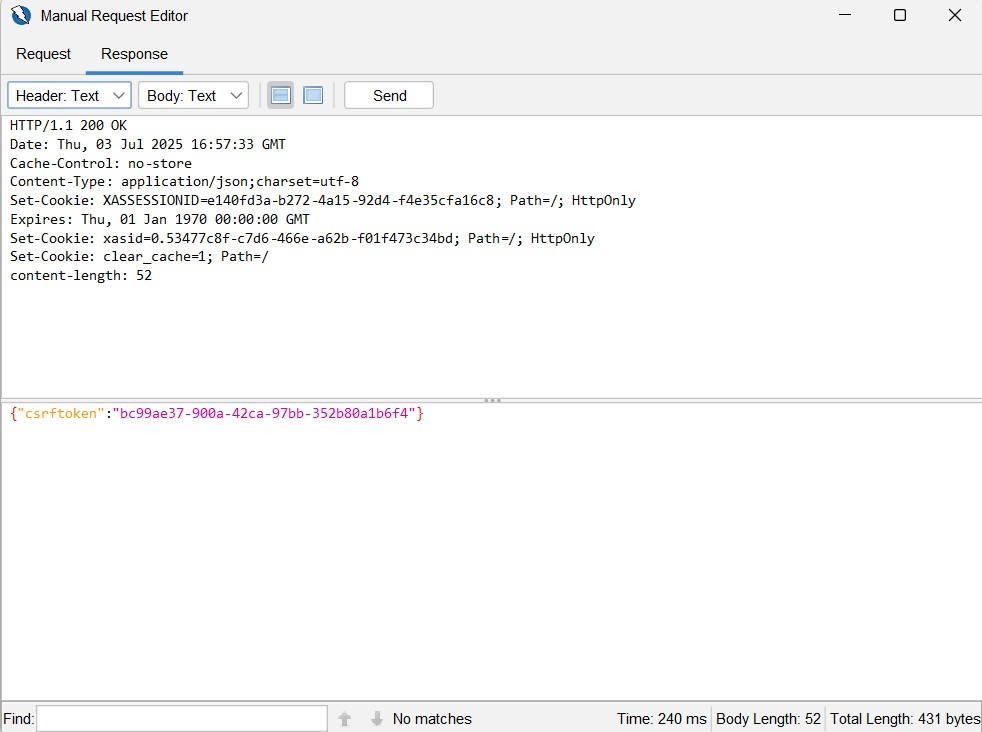 Manual Request Editor
Request Response
Header: Text Body: Text Send
HTTP/1.1 200 OK
Date: Thu, 03 Jul 2025 16:57:33 GMT
Cache-Control: no-store
Content-Type: application/json;charset=utf-8
Set-Cookie: XASSESSIONID=e140fd3a-b272-4a15-92d4-f4e35cfa16c8; Path=/; HttpOnly
Expires: Thu, 01 Jan 1970 00:00:00 GMT
Set-Cookie: xasid=0.53477c8f-c7d6-466e-a62b-f01f473c34bd; Path=/; HttpOnly
Set-Cookie: clear_cache=1; Path=/
content-length: 52
{"csrftoken":"bc99ae37-900a-42ca-97bb-352b80a1b6f4"}
Find: No matches Time: 240 ms Body Length: 52 Total Length: 431 bytes